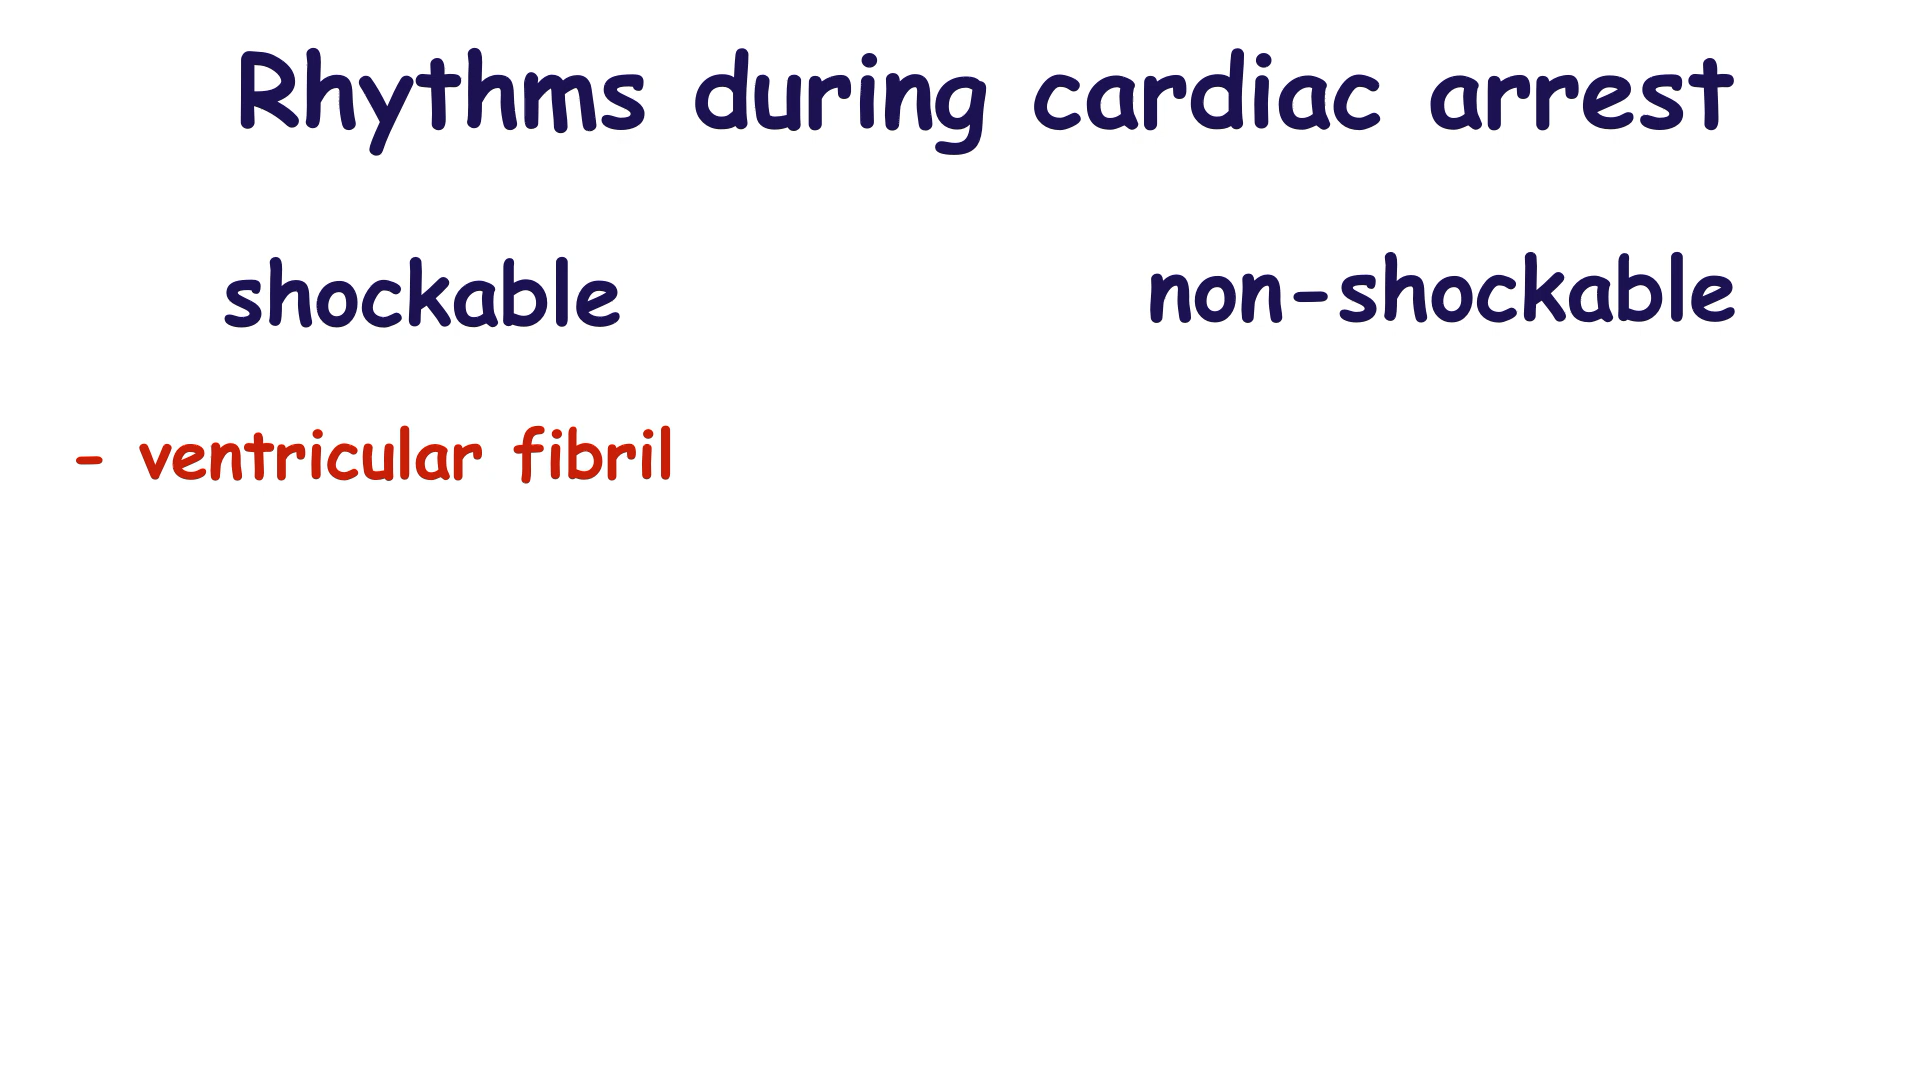 Rhythms during cardiac arrest
shockable
non-shockable
- ventricular fibril